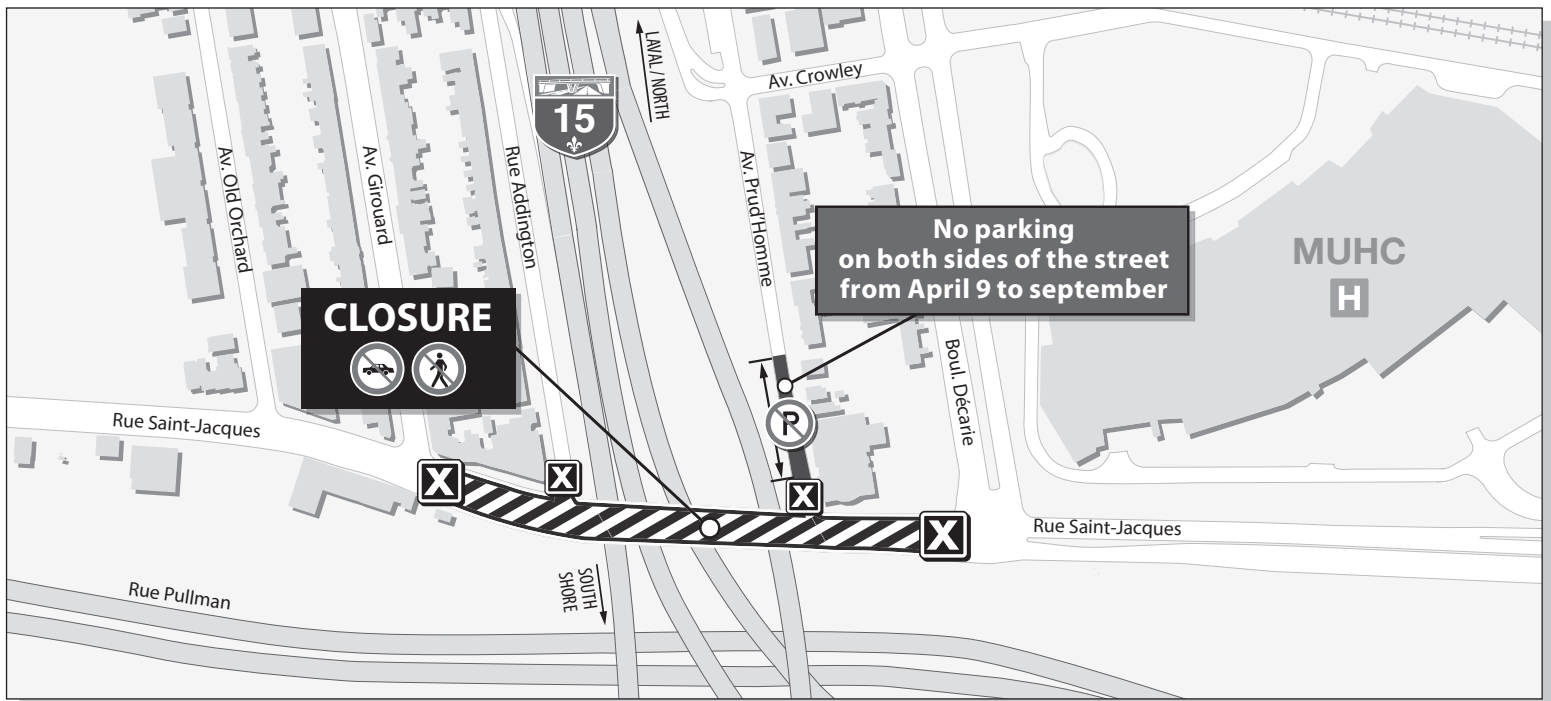 LAVAL / NORTH
Av. Crowley
15
Av. Old Orchard
Av. Girouard
Rue Addington
Av. Prud'Homme
No parking
on both sides of the street
from April 9 to september
MUHC
H
CLOSURE
P
Boul. Décarie
Rue Saint-Jacques
X
X
X
X
Rue Saint-Jacques
SOUTH
SHORE
Rue Pullman